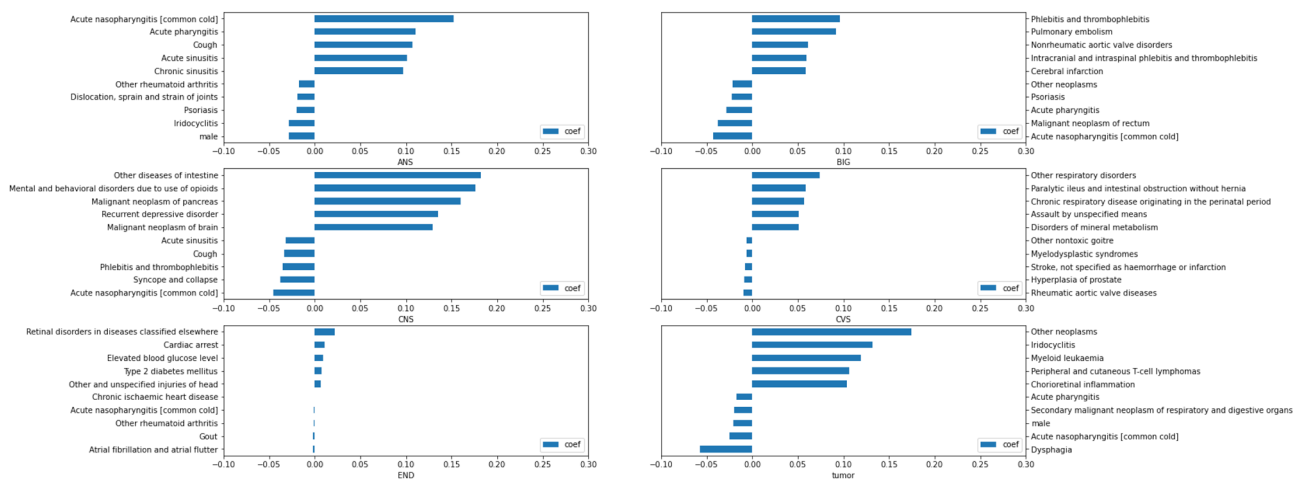 Acute nasopharyngitis [common cold]
Acute pharyngitis
Cough
Acute sinusitis
Chronic sinusitis
Other rheumatoid arthritis
Dislocation, sprain and strain of joints
Psoriasis
Iridocyclitis
male
coef
−0.10 −0.05 0.00 0.05 0.10 0.15 0.20 0.25 0.30
ANS
Phlebitis and thrombophlebitis
Pulmonary embolism
Nonrheumatic aortic valve disorders
Intracranial and intraspinal phlebitis and thrombophlebitis
Cerebral infarction
Other neoplasms
Psoriasis
Acute pharyngitis
Malignant neoplasm of rectum
Acute nasopharyngitis [common cold]
coef
−0.10 −0.05 0.00 0.05 0.10 0.15 0.20 0.25 0.30
BIG
Other diseases of intestine
Mental and behavioral disorders due to use of opioids
Malignant neoplasm of pancreas
Recurrent depressive disorder
Malignant neoplasm of brain
Acute sinusitis
Cough
Phlebitis and thrombophlebitis
Syncope and collapse
Acute nasopharyngitis [common cold]
coef
−0.10 −0.05 0.00 0.05 0.10 0.15 0.20 0.25 0.30
CNS
Other respiratory disorders
Paralytic ileus and intestinal obstruction without hernia
Chronic respiratory disease originating in the perinatal period
Assault by unspecified means
Disorders of mineral metabolism
Other nontoxic goitre
Myelodysplastic syndromes
Stroke, not specified as haemorrhage or infarction
Hyperplasia of prostate
Rheumatic aortic valve diseases
coef
−0.10 −0.05 0.00 0.05 0.10 0.15 0.20 0.25 0.30
CVS
Retinal disorders in diseases classified elsewhere
Cardiac arrest
Elevated blood glucose level
Type 2 diabetes mellitus
Other and unspecified injuries of head
Chronic ischaemic heart disease
Acute nasopharyngitis [common cold]
Other rheumatoid arthritis
Gout
Atrial fibrillation and atrial flutter
coef
−0.10 −0.05 0.00 0.05 0.10 0.15 0.20 0.25 0.30
END
Other neoplasms
Iridocyclitis
Myeloid leukaemia
Peripheral and cutaneous T-cell lymphomas
Chorioretinal inflammation
Acute pharyngitis
Secondary malignant neoplasm of respiratory and digestive organs
male
Acute nasopharyngitis [common cold]
Dysphagia
coef
−0.10 −0.05 0.00 0.05 0.10 0.15 0.20 0.25 0.30
tumor